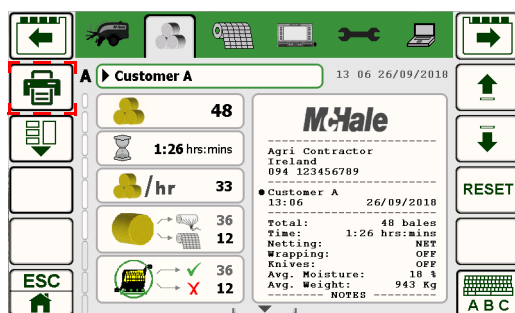 A
Customer A
13 06 26/09/2018
48
1:26 hrs:mins
/hr 33
36
12
36
12
McHale
Agri Contractor
Ireland
094 123456789
Customer A
13:06 26/09/2018
Total: 48 bales
Time: 1:26 hrs:mins
Netting: NET
Wrapping: OFF
Knives: OFF
Avg. Moisture: 18 %
Avg. Weight: 943 Kg
NOTES
RESET
ESC
A B C